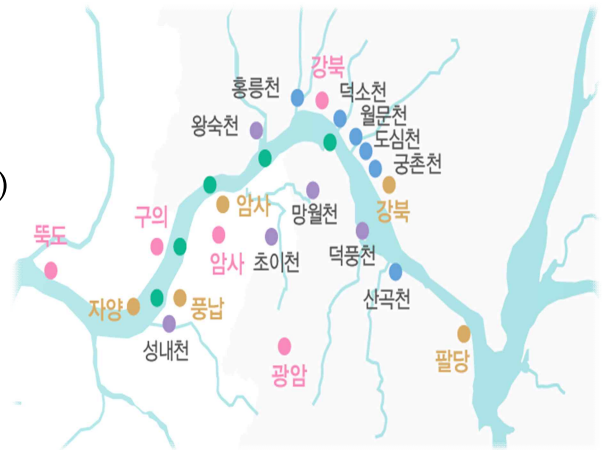 강북
홍릉천
덕소천
월문천
왕숙천
도심천
궁촌천
)
암사
강북
망월천
구의
뚝도
암사
초이천
덕풍천
산곡천
자양
풍납
성내천
팔당
광암